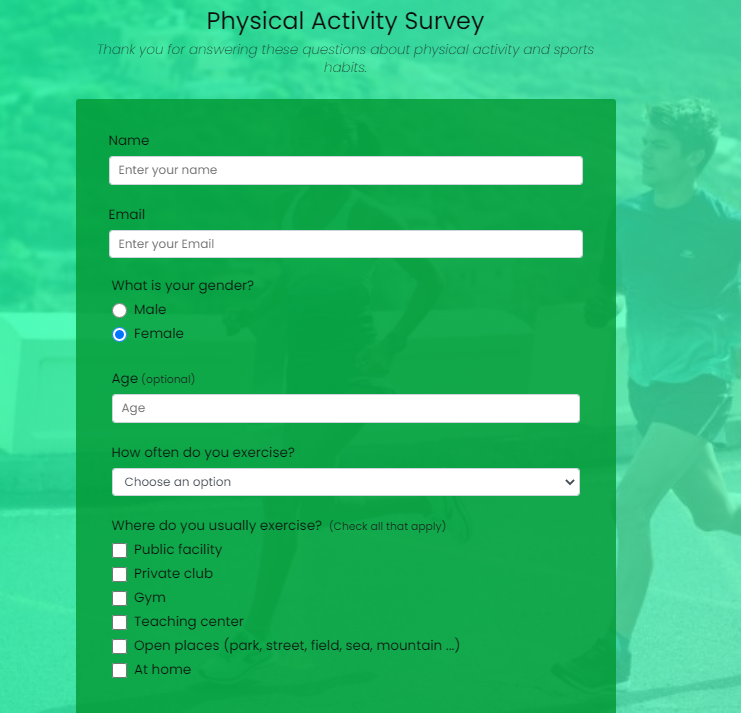 Physical Activity Survey
Thank you for answering these questions about physical activity and sports
habits.
Name
Enter your name
Email
Enter your Email
What is your gender?
Male
Female
Age (optional)
Age
How often do you exercise?
Choose an option
Where do you usually exercise? (Check all that apply)
Public facility
Private club
Gym
Teaching center
Open places (park, street, field, sea, mountain ...)
At home